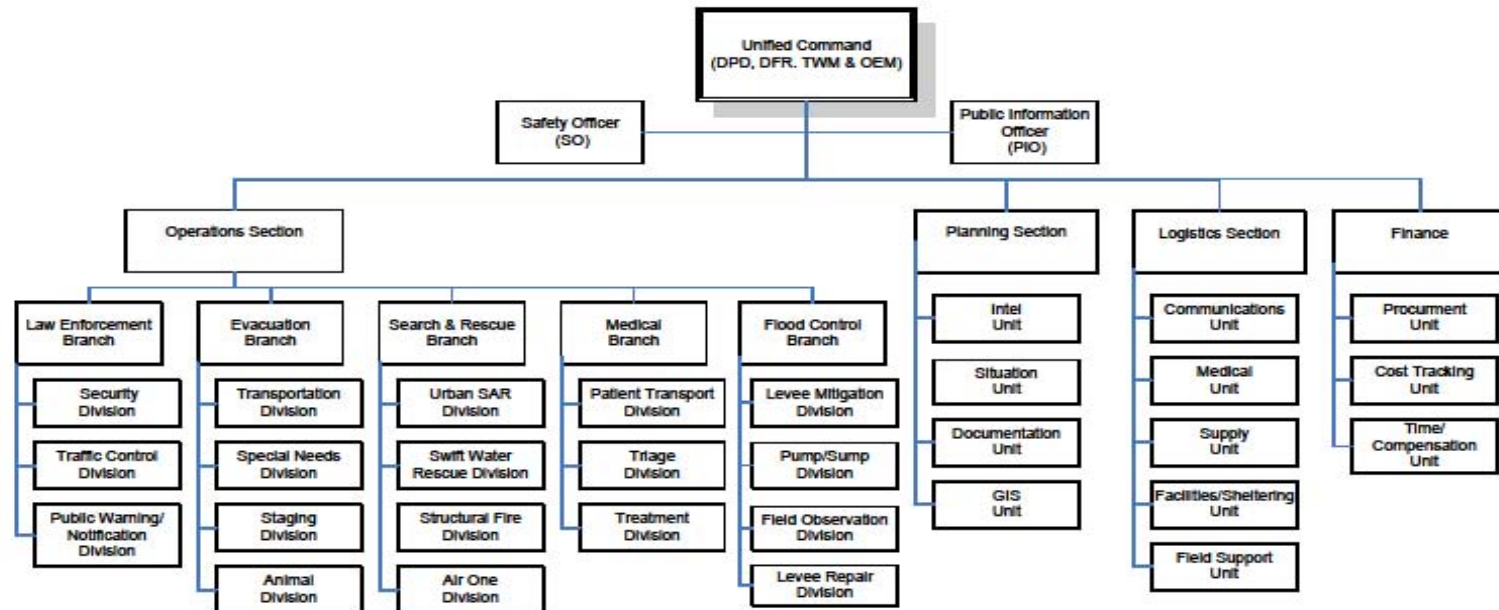 Unified Command
(DPD, DFR. TWM & OEM)
Safety Officer
(SO)
Public Information
Officer
(PIO)
Operations Section
Planning Section
Logistics Section
Finance
Law Enforcement
Branch
Evacuation
Branch
Search & Rescue
Branch
Medical
Branch
Flood Control
Branch
Security
Division
Traffic Control
Division
Public Warning/
Notification
Division
Transportation
Division
Special Needs
Division
Staging
Division
Animal
Division
Urban SAR
Division
Swift Water
Rescue Division
Structural Fire
Division
Air One
Division
Patient Transport
Division
Triage
Division
Treatment
Division
Levee Mitigation
Division
Pump/Sump
Division
Field Observation
Division
Levee Repair
Division
Intel
Unit
Situation
Unit
Documentation
Unit
GIS
Unit
Communications
Unit
Medical
Unit
Supply
Unit
Facilities/Sheltering
Unit
Field Support
Unit
Procurment
Unit
Cost Tracking
Unit
Time/
Compensation
Unit